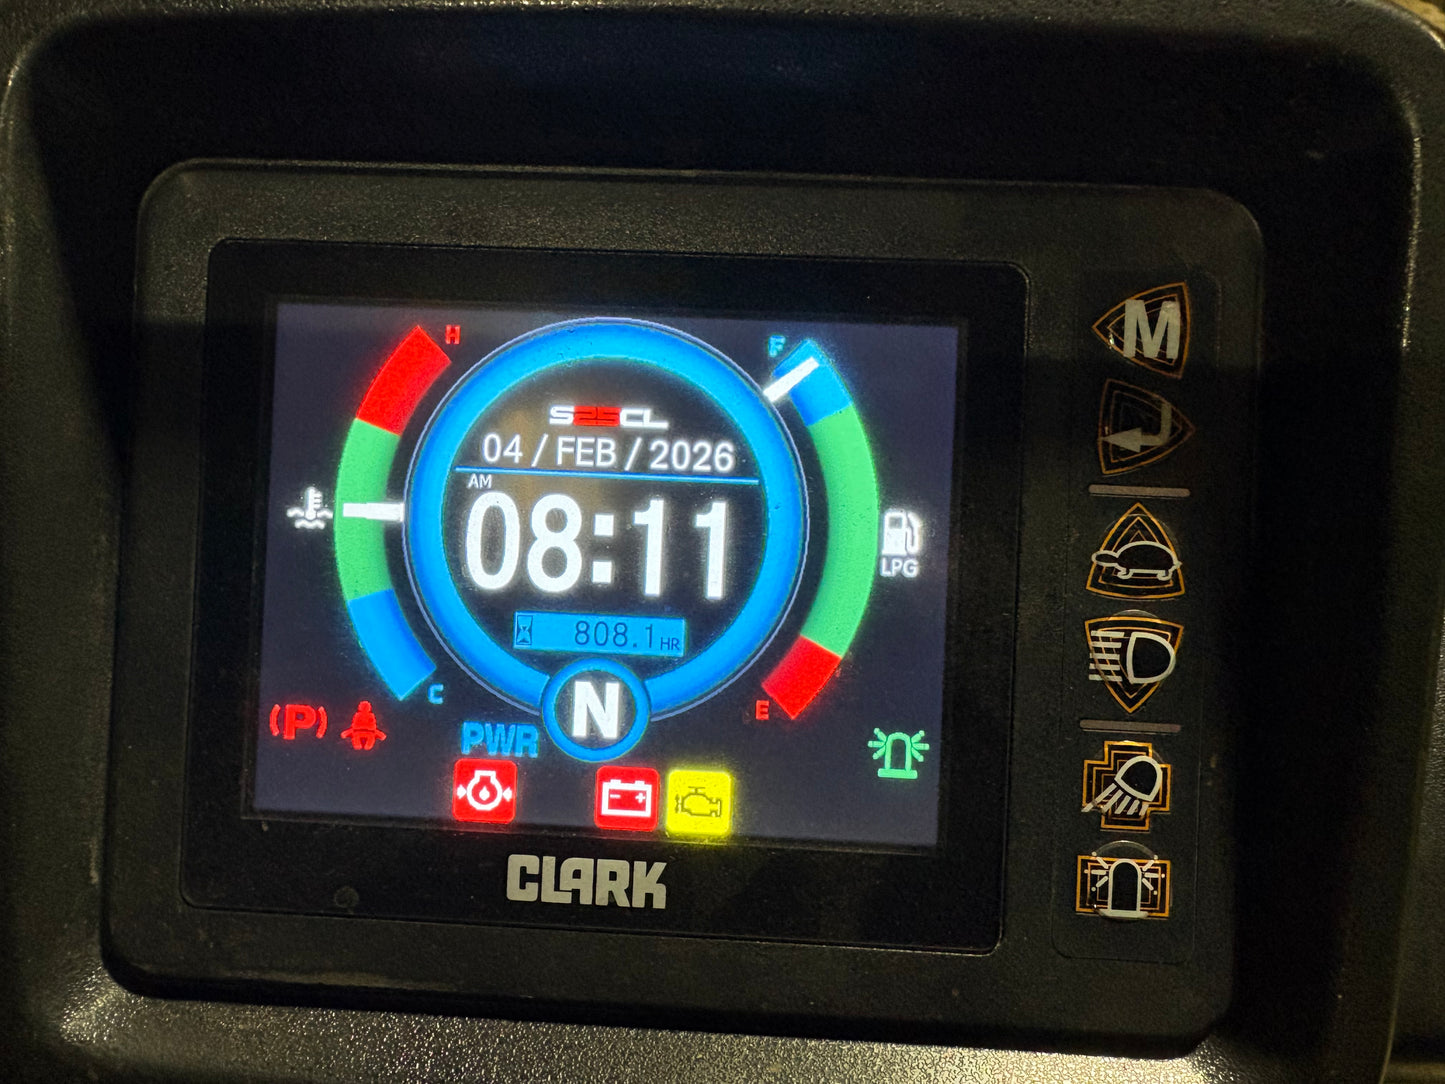 H
F
S25CL
04 / FEB / 2026
AM
08:11
LPG
808.1 HR
C
E
(P)
N
PWR
CLARK
M